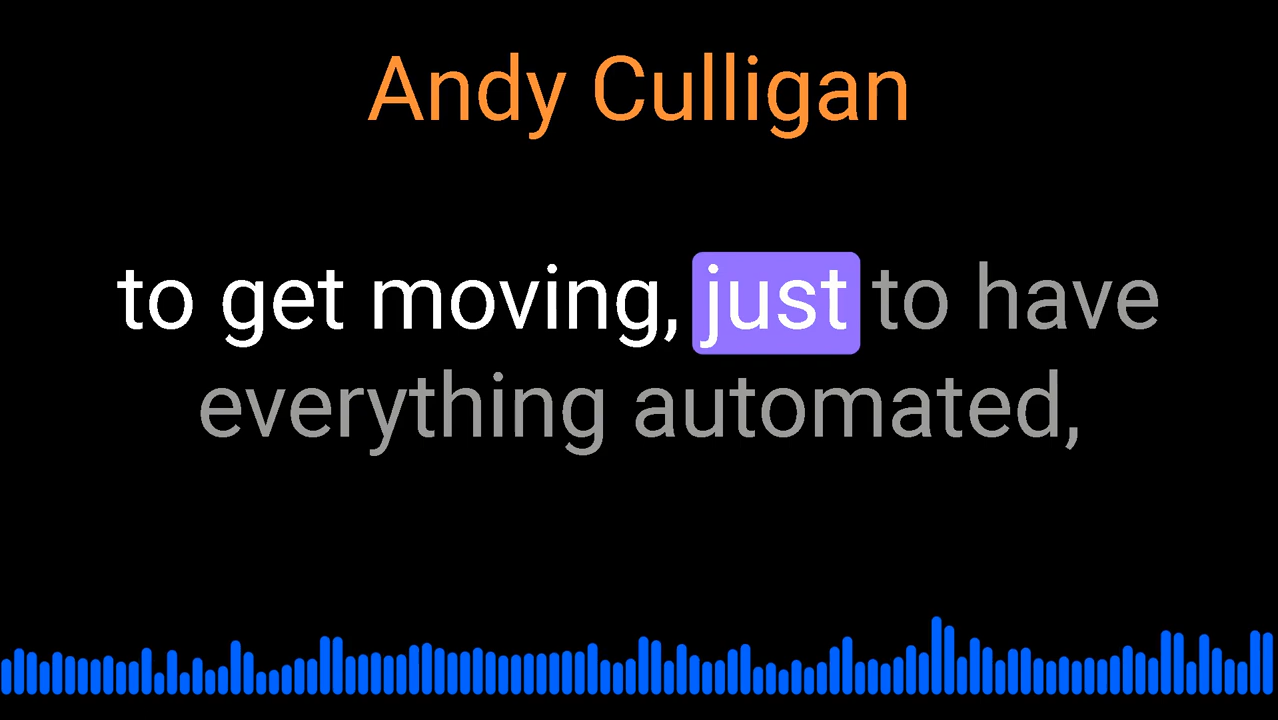 Andy Culligan
to get moving, just to have
everything automated,